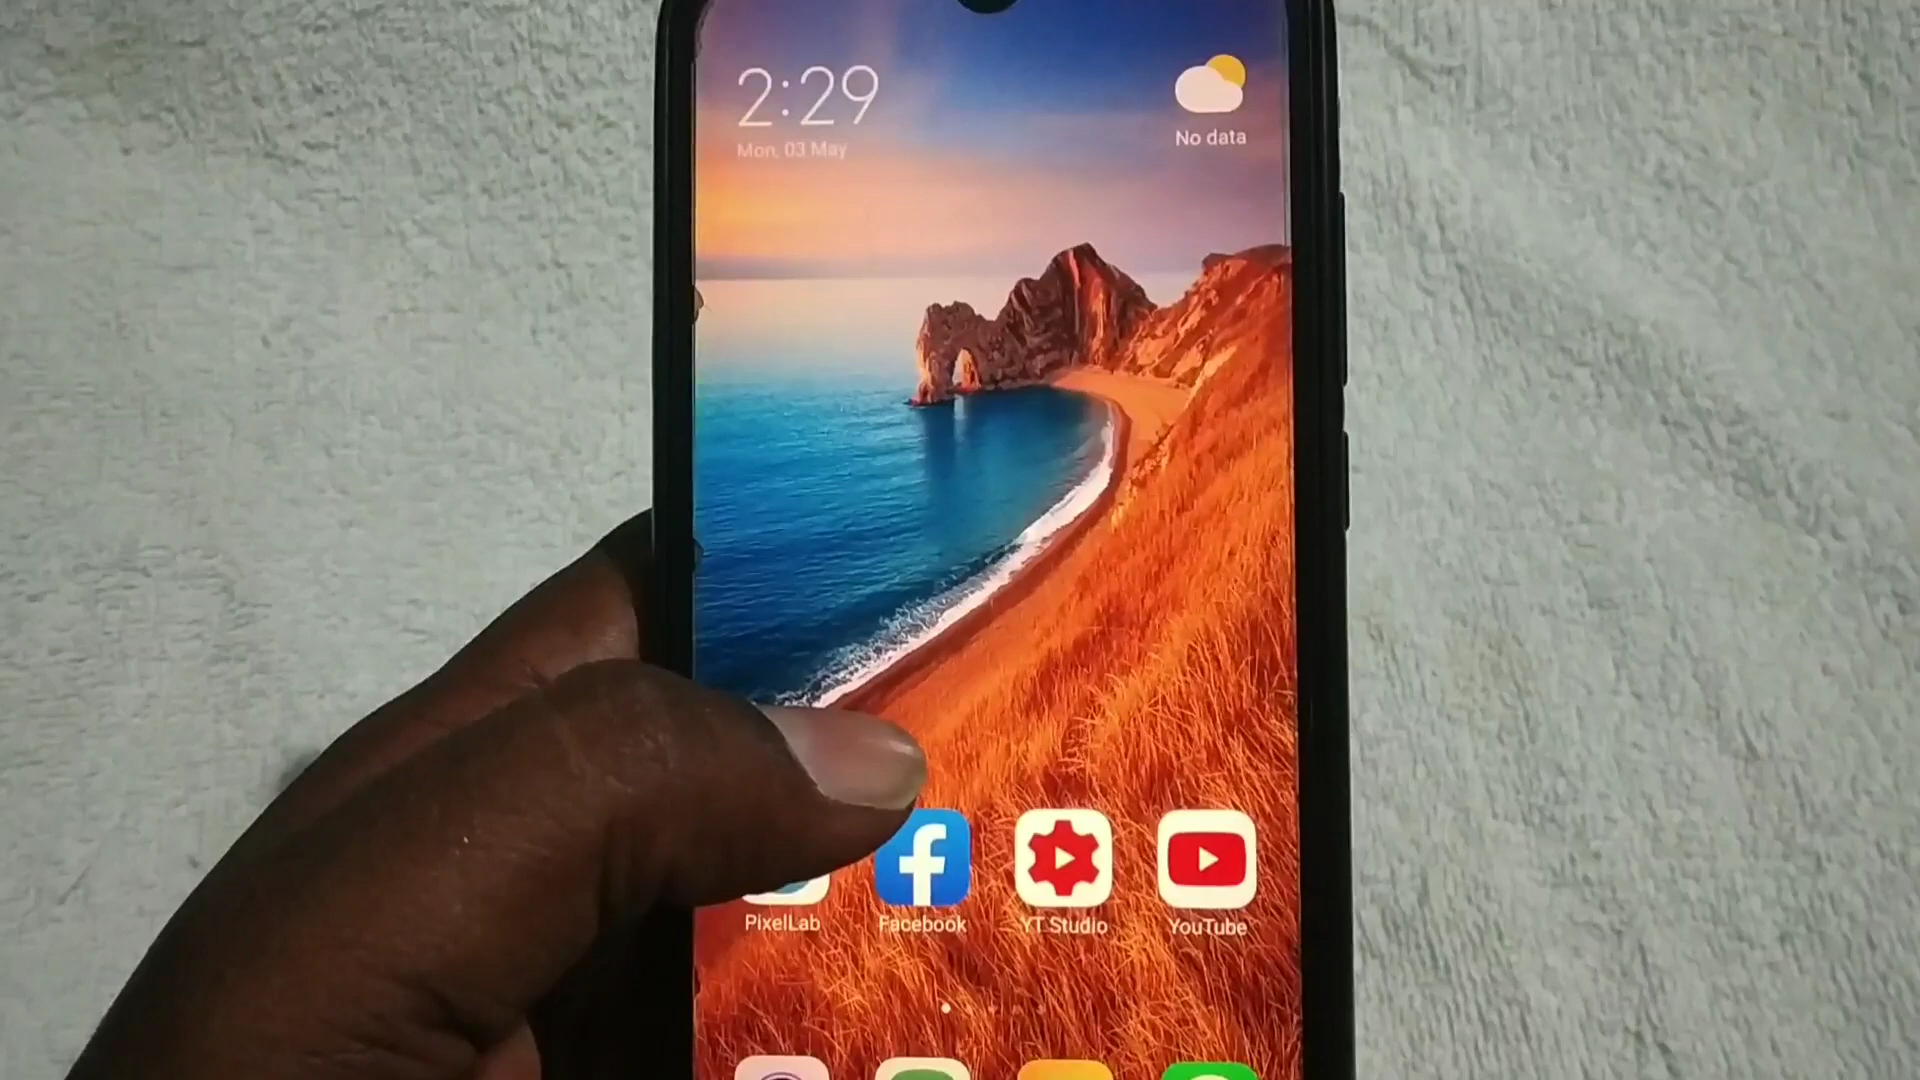 2:29
Mon, 03 May
No data
PixelLab
Facebook
YT Studio
YouTube